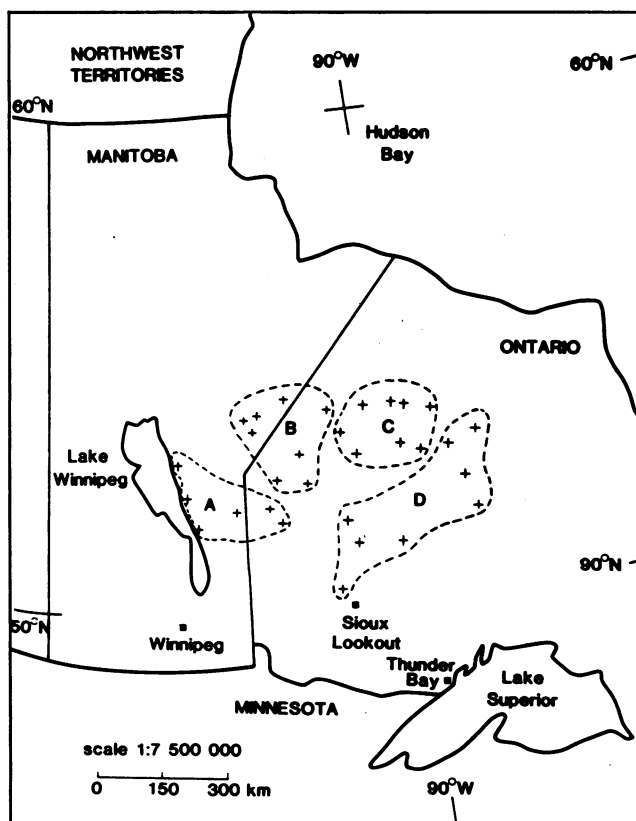 NORTHWEST
TERRITORIES
90°W
60°N
60°N
MANITOBA
Hudson
Bay
ONTARIO
B
C
Lake
Winnipeg
A
D
90°N
50°N
Winnipeg
Sioux
Lookout
Thunder
Bay
Lake
Superior
MINNESOTA
scale 1:7 500 000
0 150 300 km
90°W